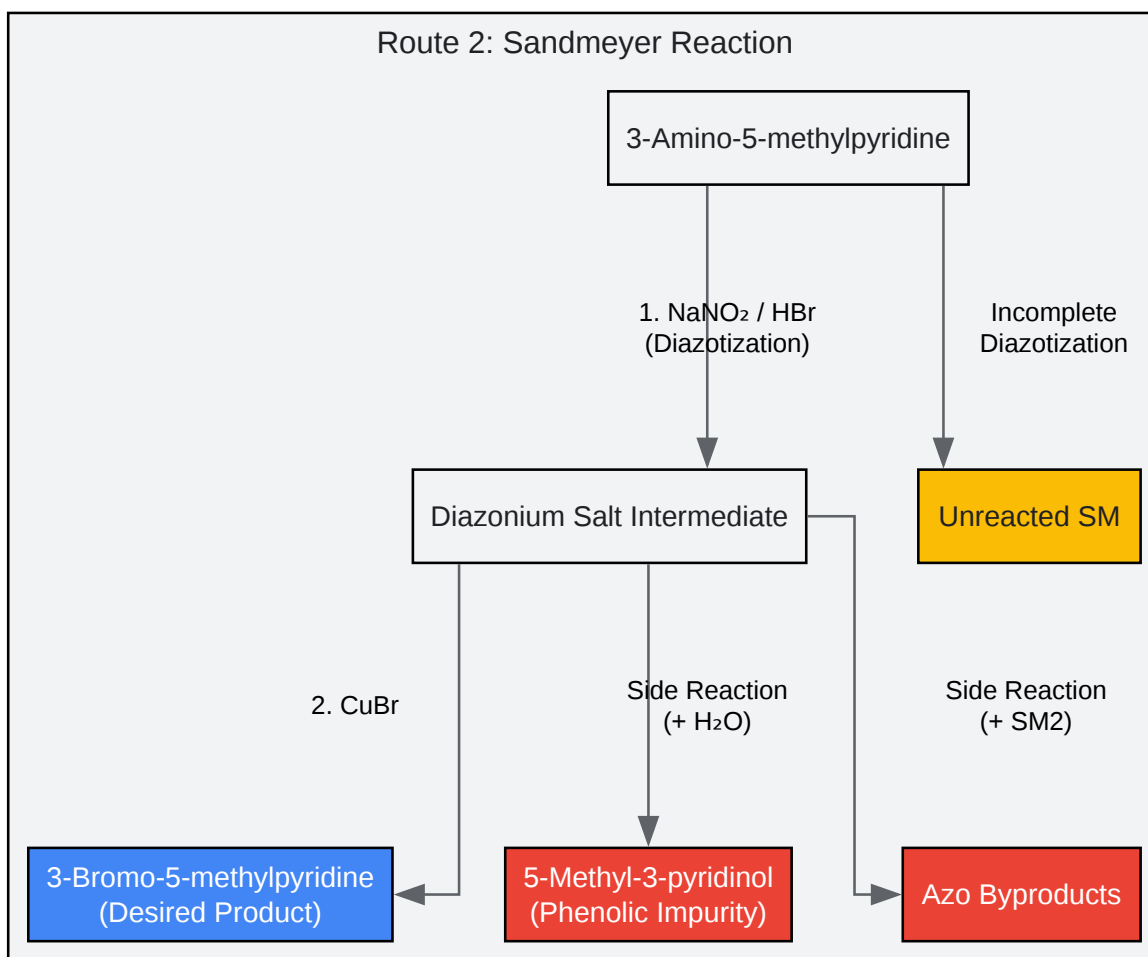 Route 2: Sandmeyer Reaction
3-Amino-5-methylpyridine
1. NaNO₂ / HBr
(Diazotization)
Incomplete
Diazotization
Diazonium Salt Intermediate
Unreacted SM
2. CuBr
Side Reaction
(+ H₂O)
Side Reaction
(+ SM2)
3-Bromo-5-methylpyridine
(Desired Product)
5-Methyl-3-pyridinol
(Phenolic Impurity)
Azo Byproducts